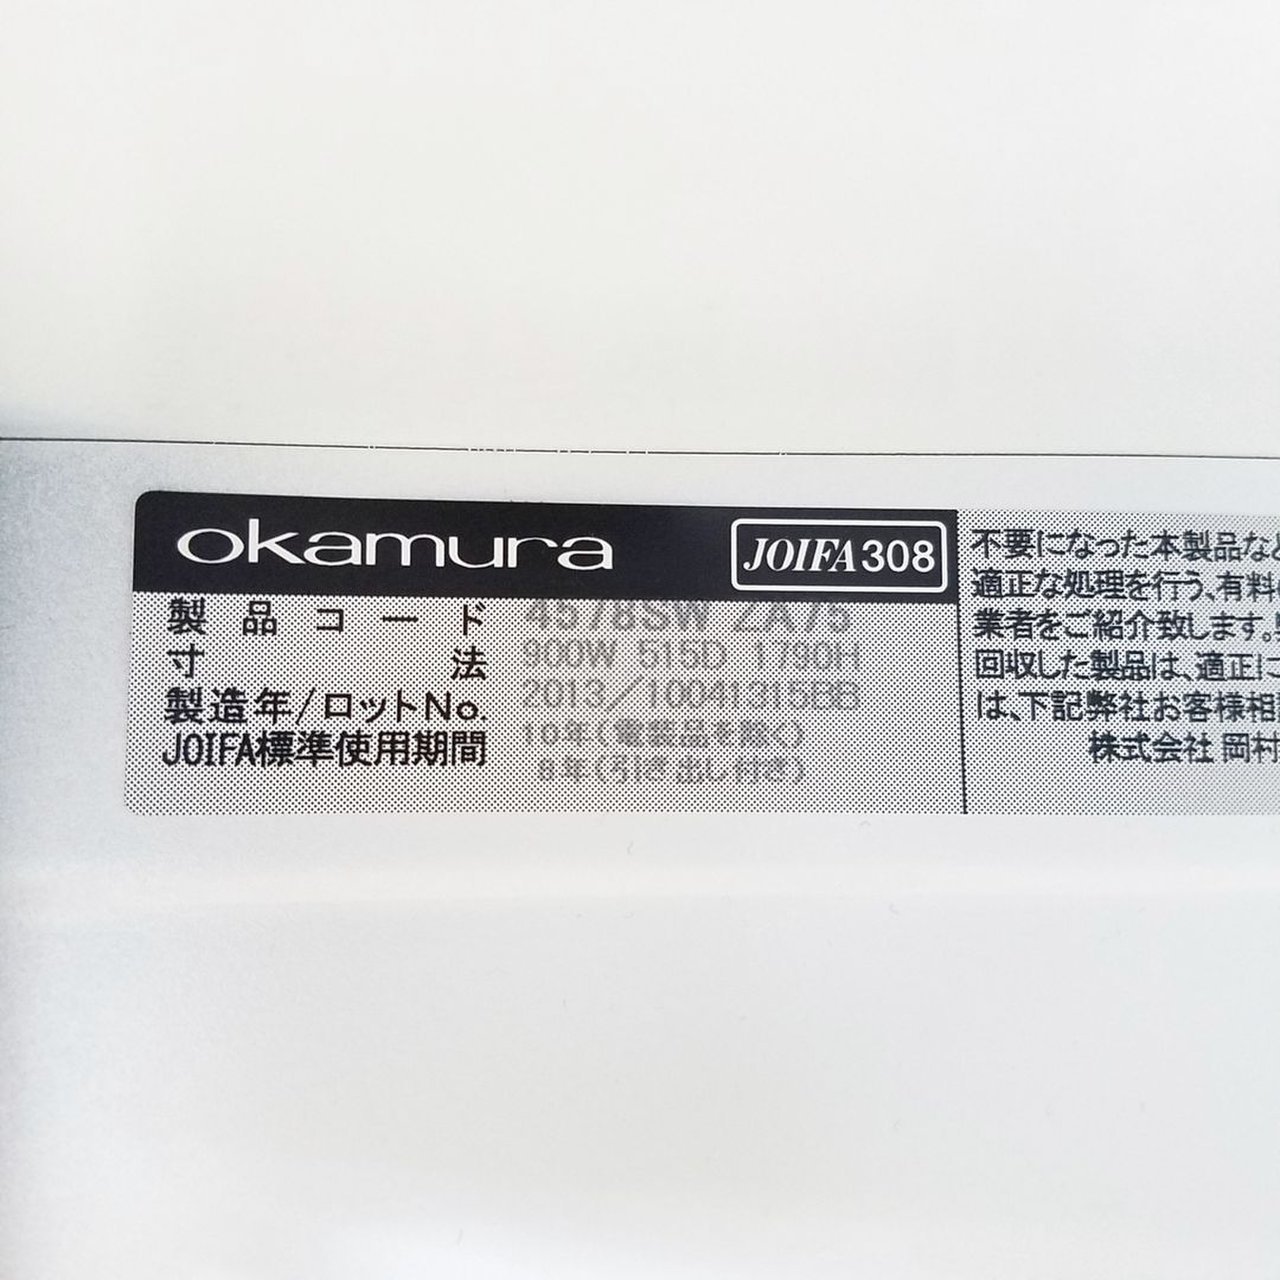 okamura JOIFA308
製品コード 4578SW ZA75
寸法 900W 515D 1790H
製造年/ロットNo. 2013/10041315BB
JOIFA標準使用期間 10年(電装品を除く)
8年(引き出し付き)
不要になった本製品など
適正な処理を行う、有料
業者をご紹介致します。
回収した製品は、適正に
は、下記弊社お客様相
株式会社 岡村